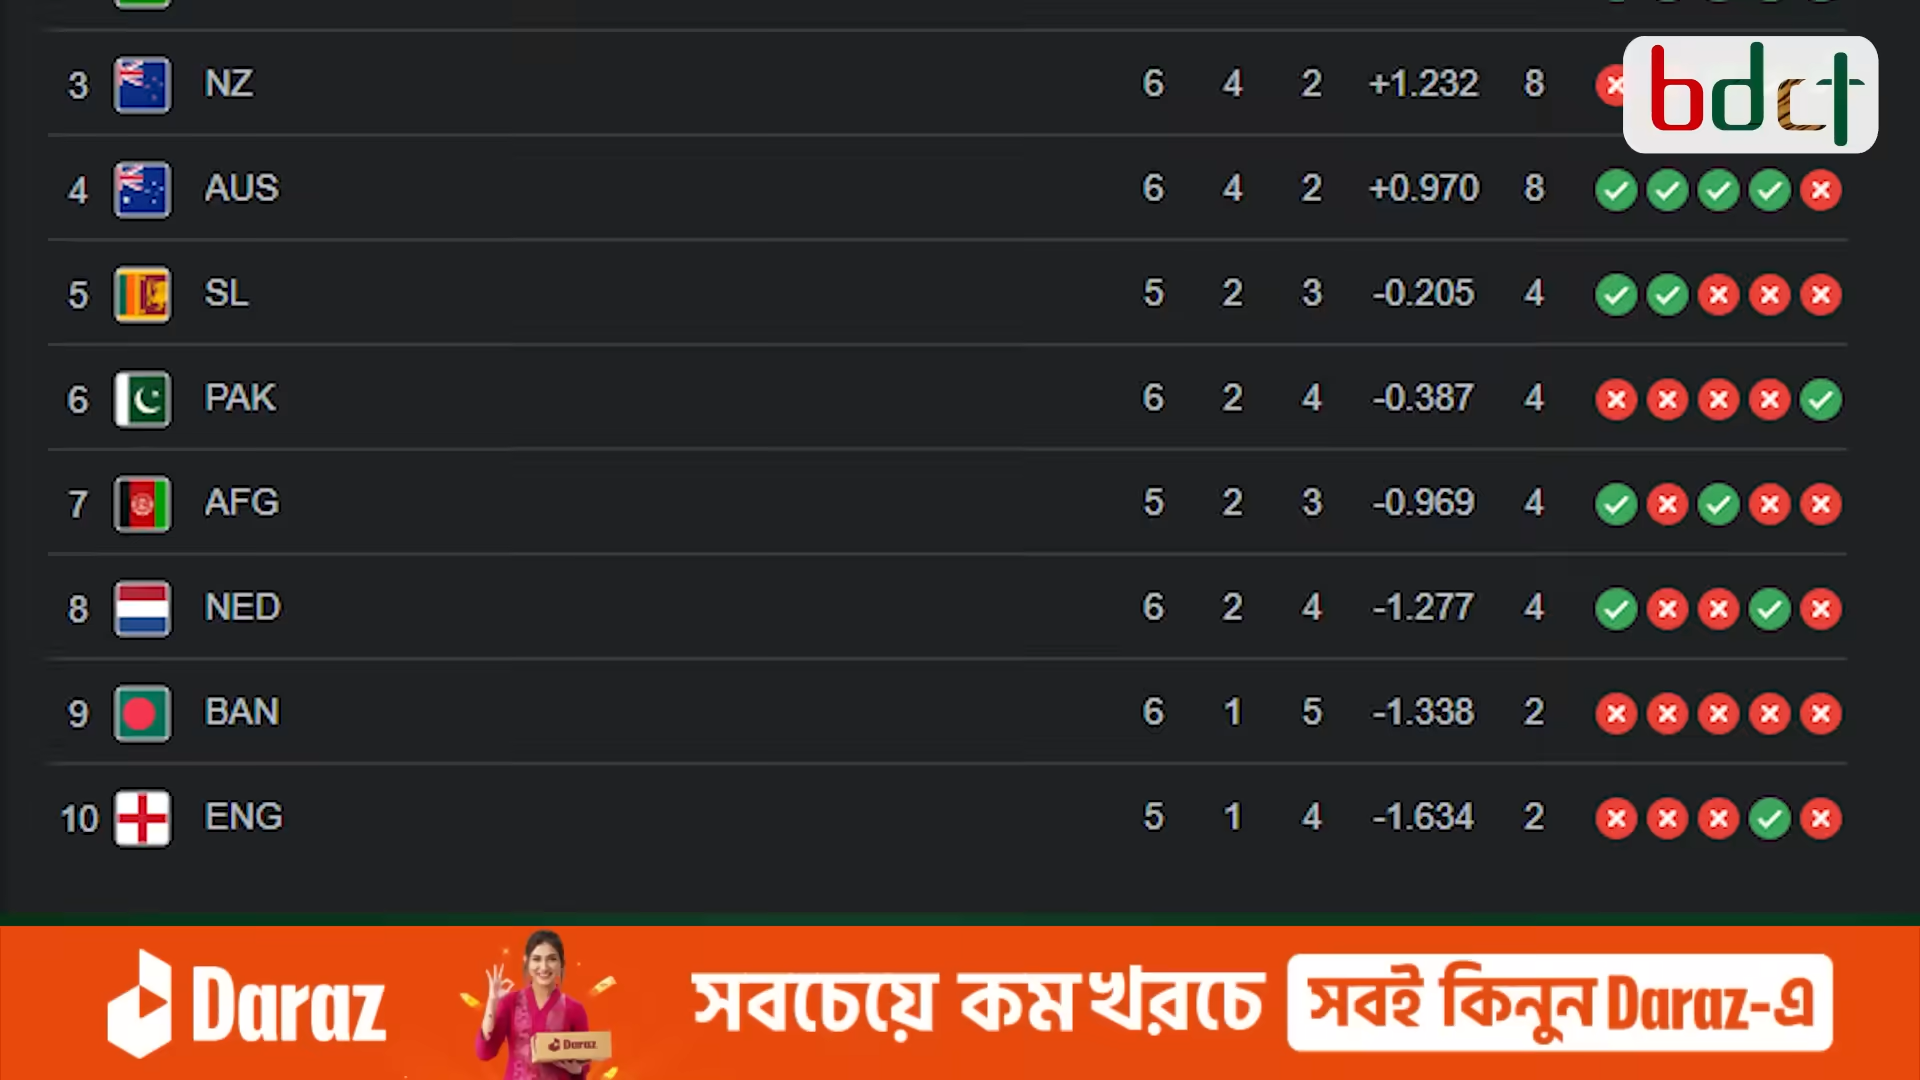 3 NZ 6 4 2 +1.232 8
bdct
4 AUS 6 4 2 +0.970 8
5 SL 5 2 3 -0.205 4
6 PAK 6 2 4 -0.387 4
7 AFG 5 2 3 -0.969 4
8 NED 6 2 4 -1.277 4
9 BAN 6 1 5 -1.338 2
10 ENG 5 1 4 -1.634 2
Daraz
Daraz
সবচেয়ে কম খরচে
সবই কিনুন Daraz-এ